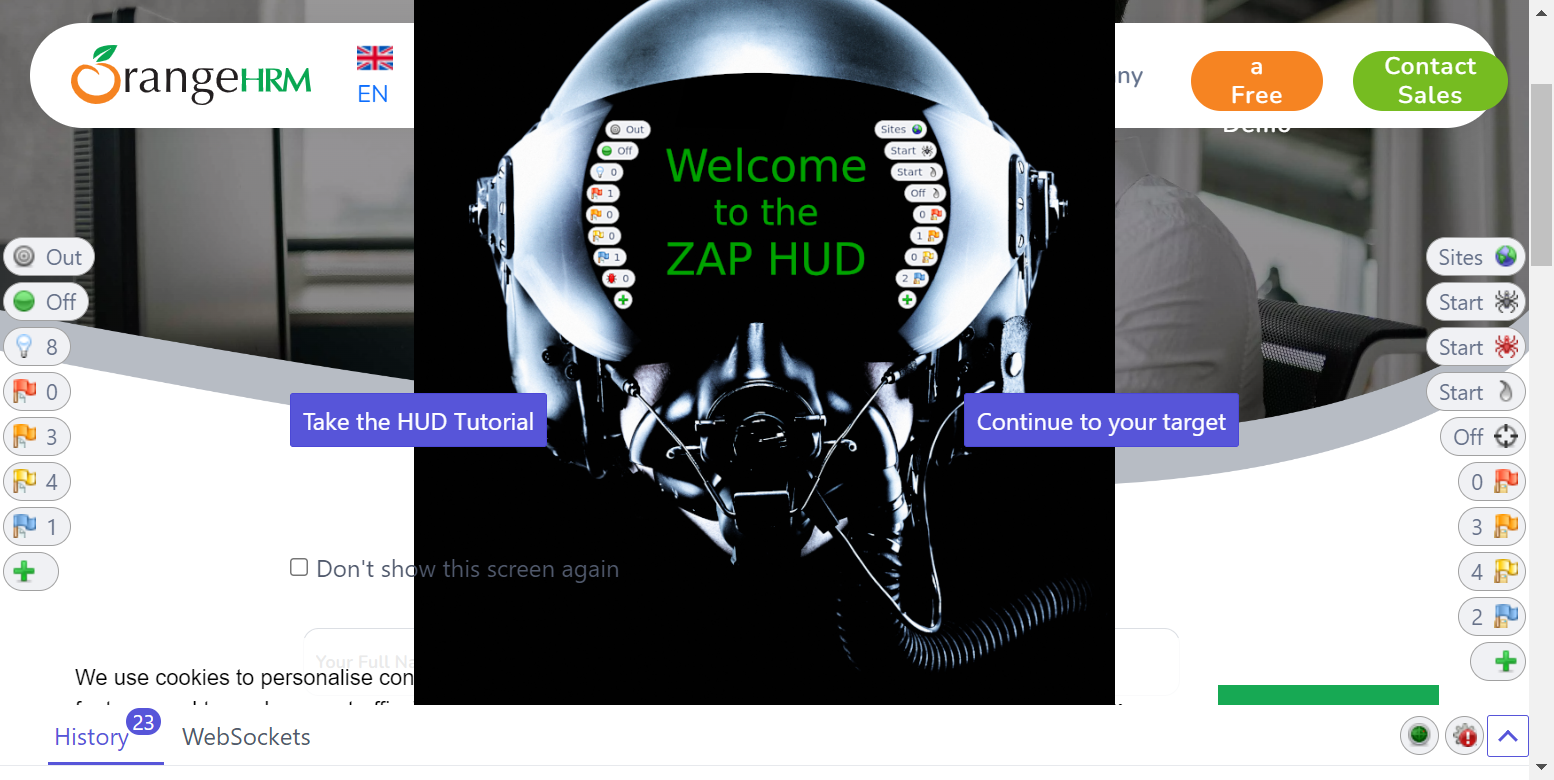 OrangeHRM
EN
ny
a
Free
Demo
Contact
Sales
Out
Off
0
1
0
0
1
0
Welcome
to the
ZAP HUD
Sites
Start
Start
Off
0
1
0
2
Out
Off
8
0
3
4
1
Sites
Start
Start
Start
Off
0
3
4
2
Take the HUD Tutorial
Continue to your target
Don't show this screen again
Your Full Na
We use cookies to personalise con
History
23
WebSockets